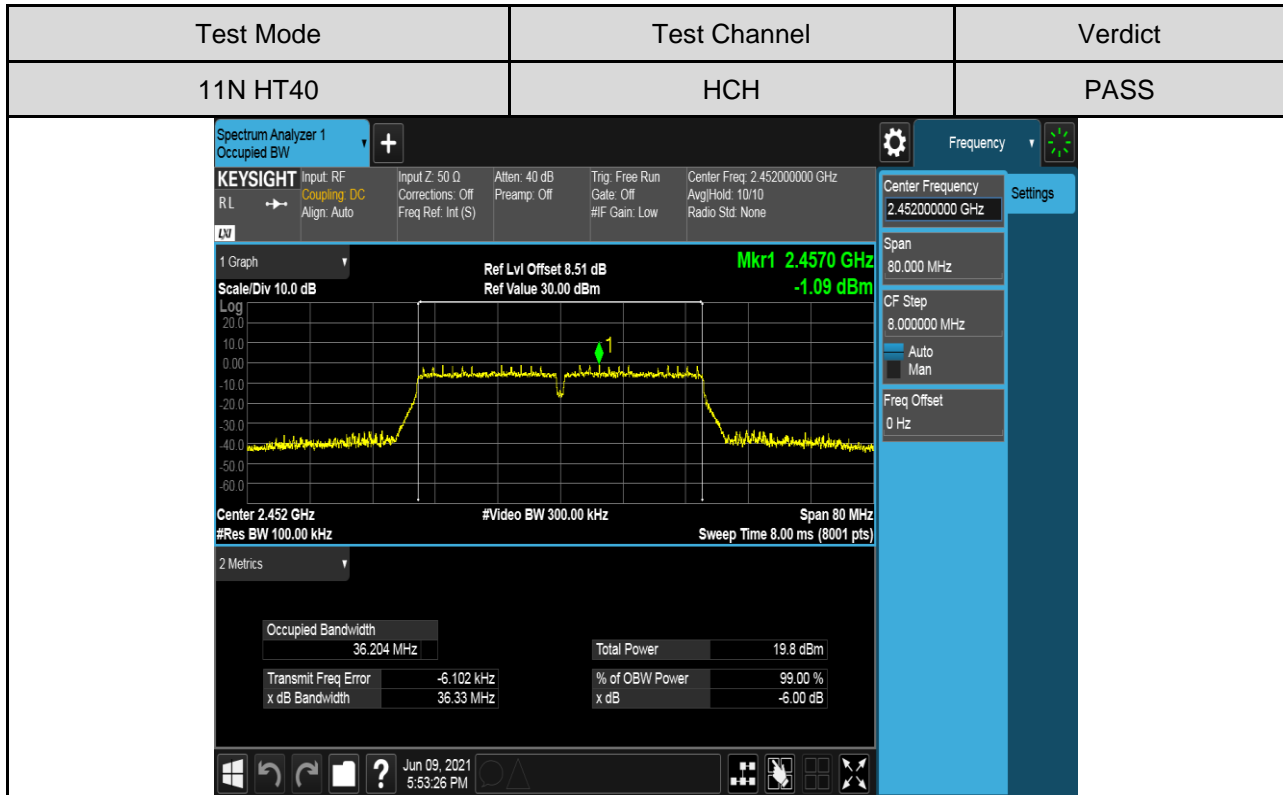 Test Mode Test Channel Verdict
11N HT40 HCH PASS
Spectrum Analyzer 1
Occupied BW
+
Frequency
KEYSIGHT
RL
LXI
Input: RF
Coupling: DC
Align: Auto
Input Z: 50 Ω
Corrections: Off
Freq Ref: Int (S)
Atten: 40 dB
Preamp: Off
Trig: Free Run
Gate: Off
#IF Gain: Low
Center Freq: 2.452000000 GHz
Avg|Hold: 10/10
Radio Std: None
Center Frequency
2.452000000 GHz
Settings
Span
80.000 MHz
CF Step
8.000000 MHz
Auto
Man
Freq Offset
0 Hz
1 Graph
Scale/Div 10.0 dB
Ref Lvl Offset 8.51 dB
Ref Value 30.00 dBm
Mkr1 2.4570 GHz
-1.09 dBm
Log
20.0
10.0
0.00
-10.0
-20.0
-30.0
-40.0
-50.0
-60.0
1
Center 2.452 GHz
#Res BW 100.00 kHz
#Video BW 300.00 kHz
Span 80 MHz
Sweep Time 8.00 ms (8001 pts)
2 Metrics
Occupied Bandwidth
36.204 MHz
Total Power 19.8 dBm
Transmit Freq Error -6.102 kHz
% of OBW Power 99.00 %
x dB Bandwidth 36.33 MHz
x dB -6.00 dB
?
Jun 09, 2021
5:53:26 PM